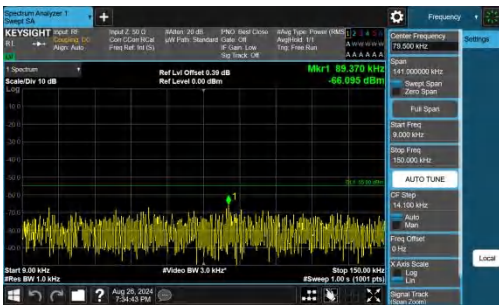 Spectrum Analyzer 1
Swept SA
Frequency
KEYSIGHT
Input: RF
Coupling: DC
Align: Auto
Input Z: 50 Ω
Corr CCorr RCal
Freq Ref: Int (S)
#Atten: 20 dB
µW Path: Standard
PNO: Best Close
Gate: Off
IF Gain: Low
Sig Track: Off
#Avg Type: Power (RMS
Avg|Hold: 1/1
Trig: Free Run
1 2 3 4 5 6
A W W W W W
A A A A A A
Center Frequency
79.500 kHz
Settings
1 Spectrum
Scale/Div 10 dB
Log
Ref Lvl Offset 0.39 dB
Ref Level 0.00 dBm
Mkr1 89.370 kHz
-66.095 dBm
Span
141.000000 kHz
Swept Span
Zero Span
Full Span
Start Freq
9.000 kHz
Stop Freq
150.000 kHz
AUTO TUNE
CF Step
14.100 kHz
Auto
Man
Freq Offset
0 Hz
X Axis Scale
Log
Lin
Local
Signal Track
(Span Zoom)
1
Start 9.00 kHz
#Res BW 1.0 kHz
#Video BW 3.0 kHz*
Stop 150.00 kHz
#Sweep 1.00 s (1001 pts)
Aug 28, 2024
7:34:43 PM